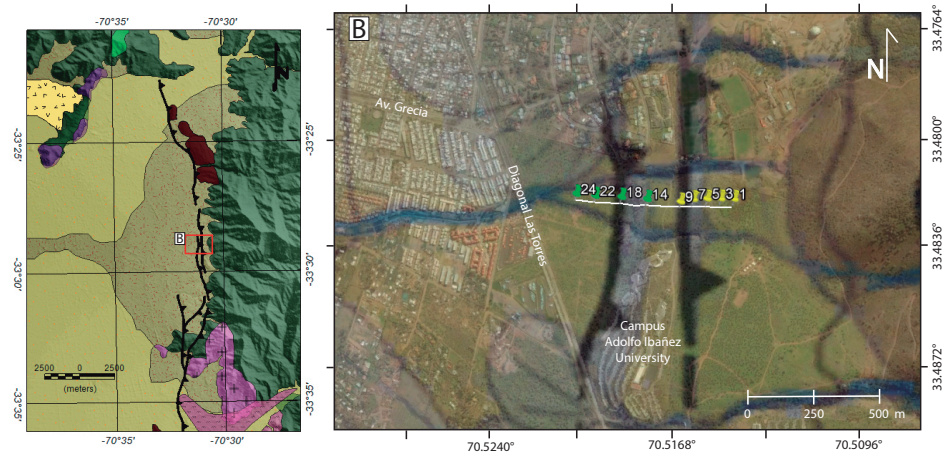 -70°35'
-70°30'
N
-33°25'
-33°25'
B
-33°30'
-33°30'
2500 0 2500
(meters)
-33°35'
-33°35'
-70°35'
-70°30'
B
33.4764°
N
Av. Grecia
33.4800°
Diagonal Las Torres
24 22 18 14 9 7 5 3 1
33.4836°
Campus
Adolfo Ibañez
University
33.4872°
0 250 500 m
70.5240°
70.5168°
70.5096°